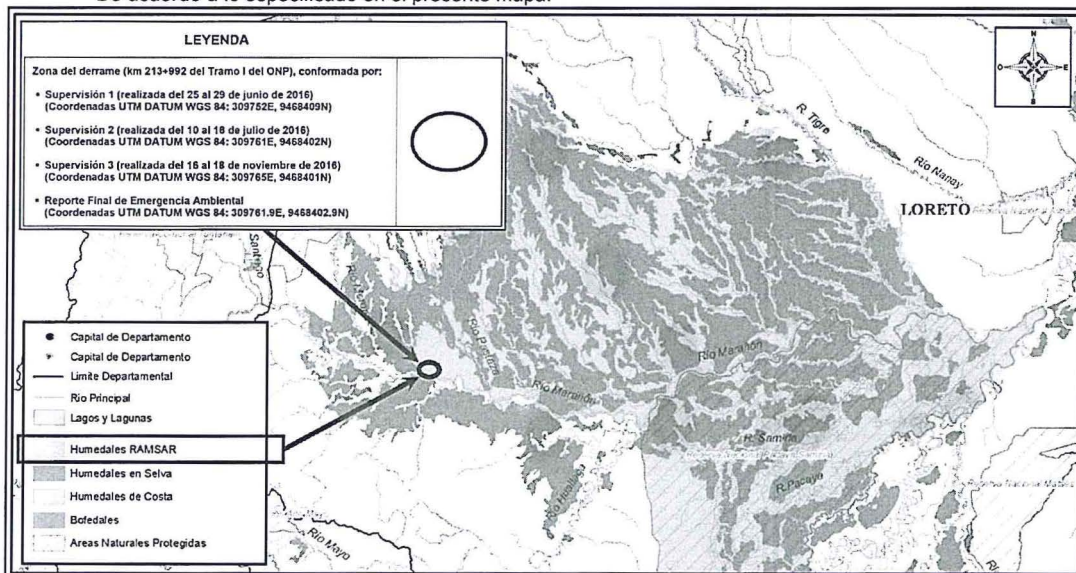 De acuerdo a lo especificado en el presente mapa:
LEYENDA
Zona del derrame (km 213+992 del Tramo I del ONP), conformada por:
• Supervisión 1 (realizada del 25 al 29 de junio de 2016)
(Coordenadas UTM DATUM WGS 84: 309752E, 9468409N)
• Supervisión 2 (realizada del 10 al 18 de julio de 2016)
(Coordenadas UTM DATUM WGS 84: 309761E, 9468402N)
• Supervisión 3 (realizada del 16 al 18 de noviembre de 2016)
(Coordenadas UTM DATUM WGS 84: 309765E, 9468401N)
• Reporte Final de Emergencia Ambiental
(Coordenadas UTM DATUM WGS 84: 309761.9E, 9468402.9N)
N
O
E
S
R. Tigre
Río Nanay
LORETO
Santiago
Río Pastaza
Río Marañón
Río Marañón
R. Samiria
R. Pacaya
Río Huallaga
Río Mayo
Capital de Departamento
Capital de Departamento
Limite Departamental
Rio Principal
Lagos y Lagunas
Humedales RAMSAR
Humedales en Selva
Humedales de Costa
Bofedales
Areas Naturales Protegidas